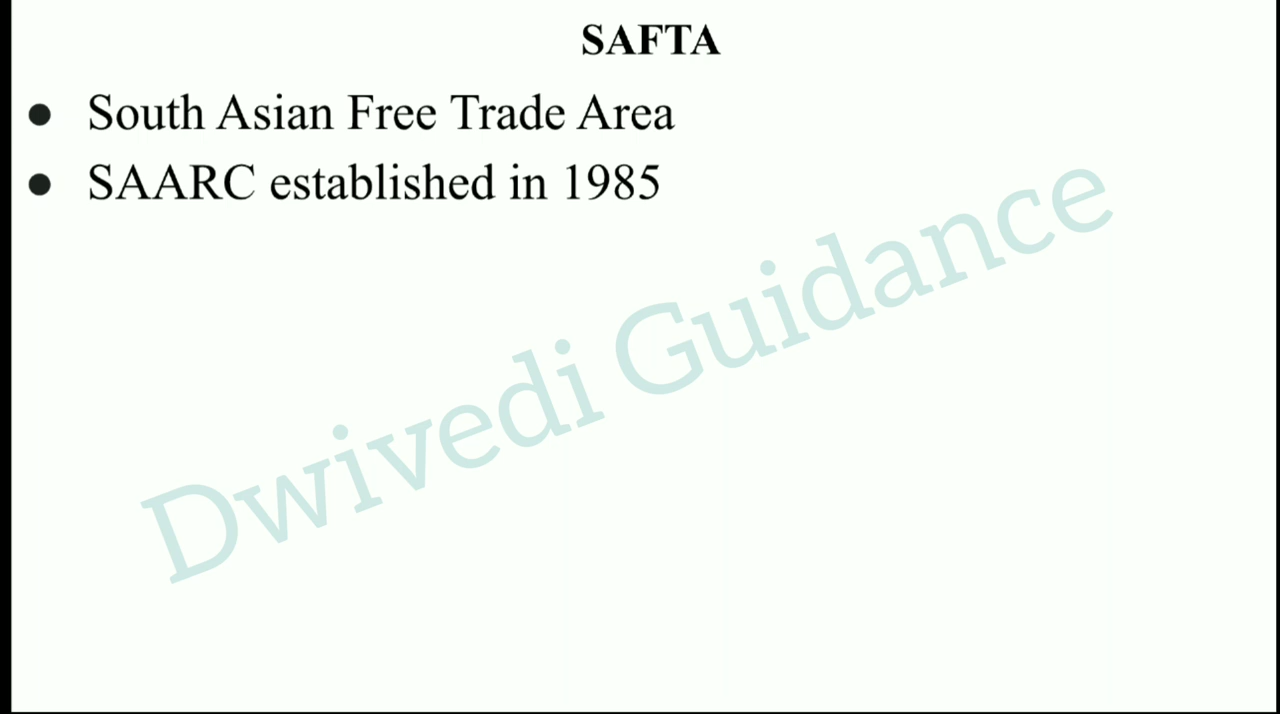 SAFTA
● South Asian Free Trade Area
● SAARC established in 1985
Dwivedi Guidance